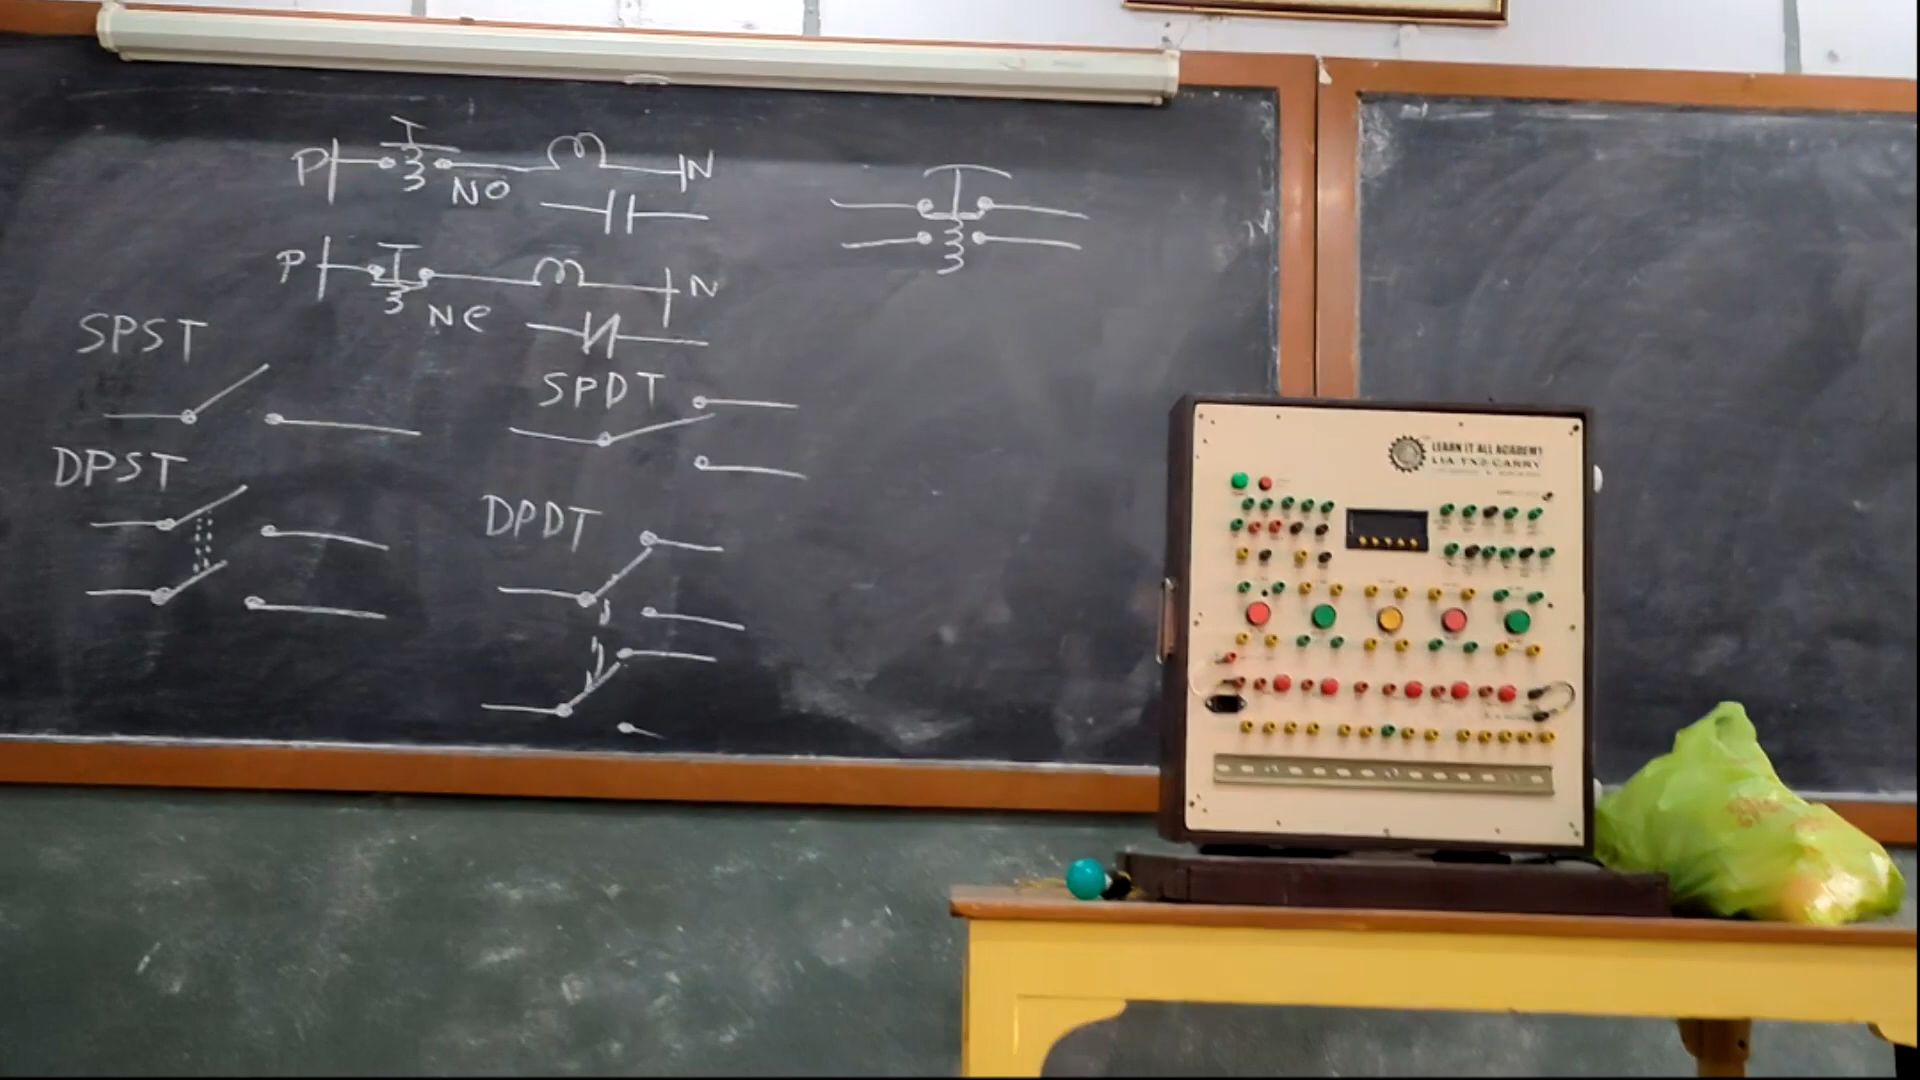 P N
NO
P N
NC
SPST
SPDT
DPST
DPDT
LEARN IT ALL ACADEMY